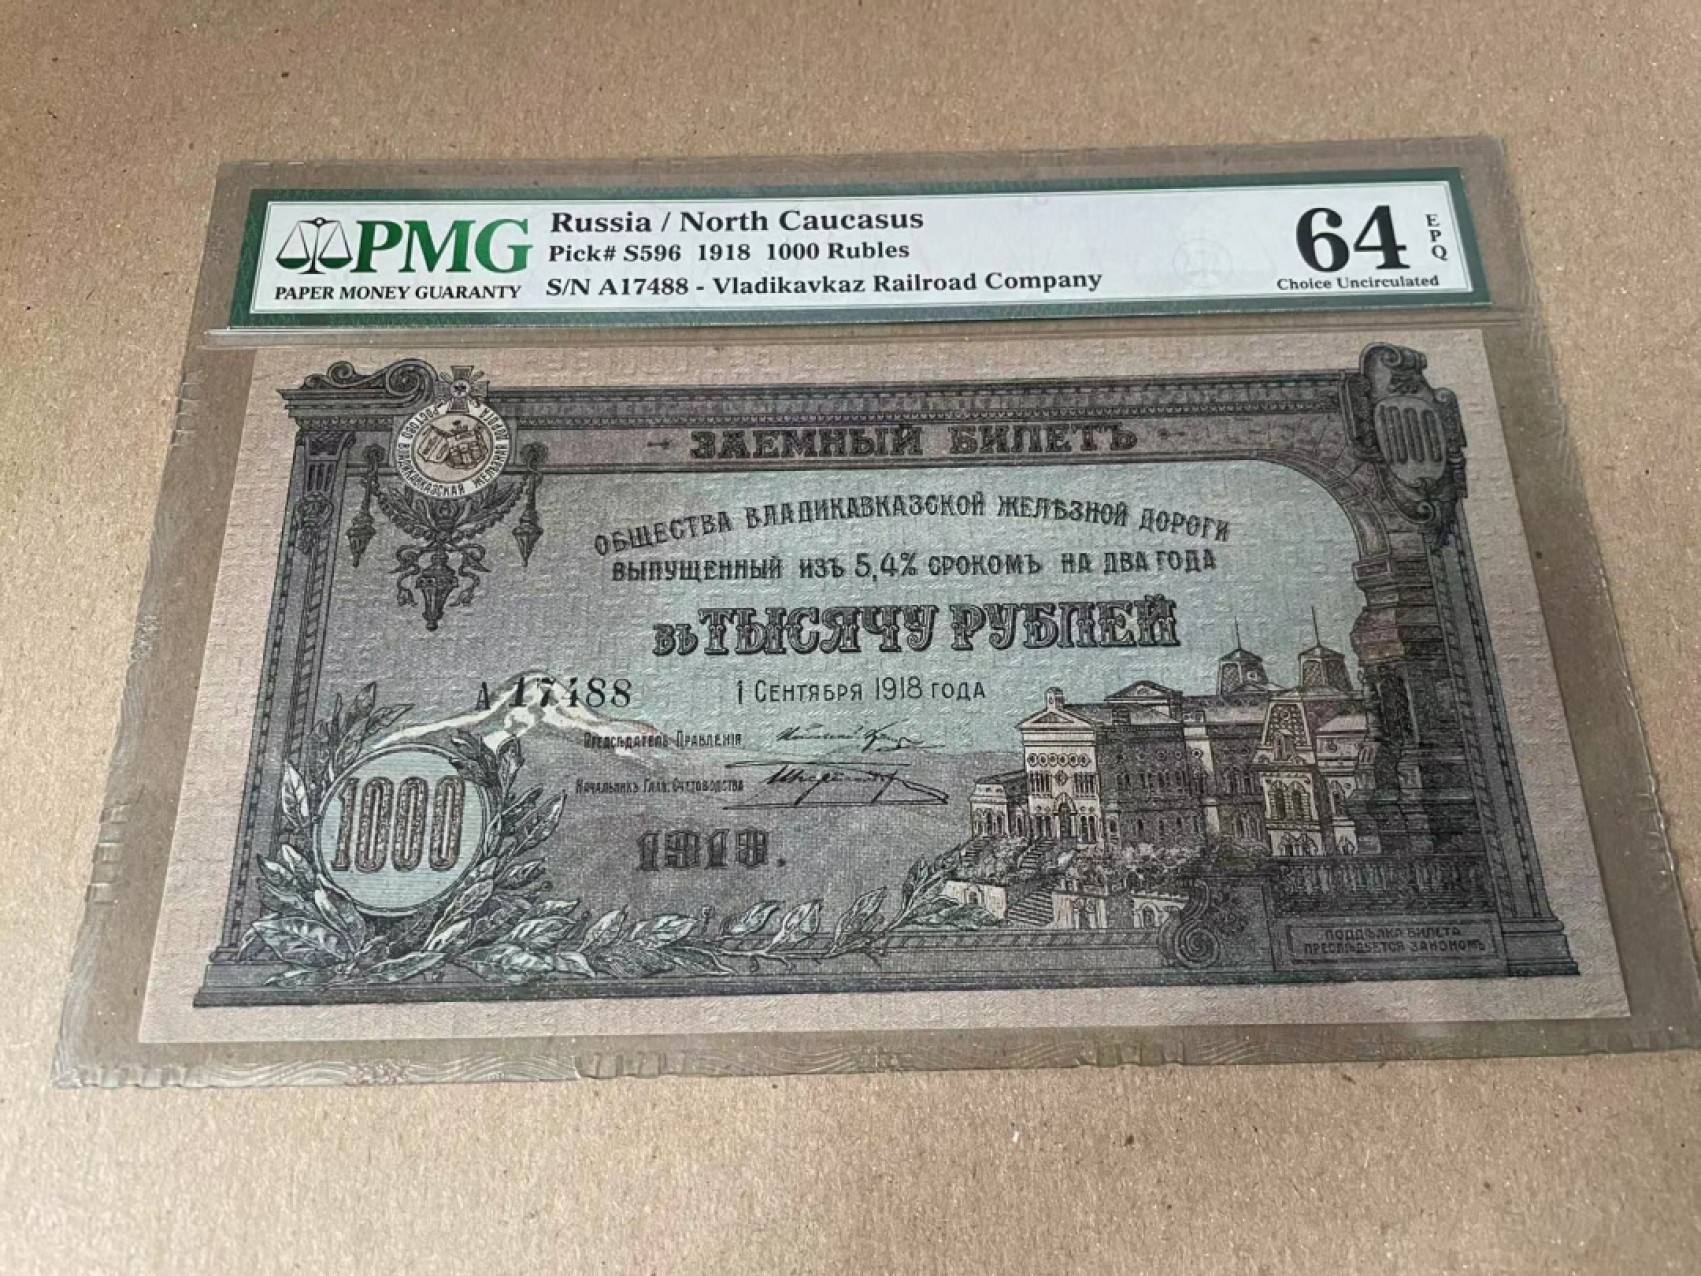 PMG
PAPER MONEY GUARANTY
Russia / North Caucasus
Pick# S596 1918 1000 Rubles
S/N A17488 - Vladikavkaz Railroad Company
64
EPQ
Choice Uncirculated
1000
ЗАЕМНЫЙ БИЛЕТЪ
ОБЩЕСТВА ВЛАДИКАВКАЗСКОЙ ЖЕЛѢЗНОЙ ДОРОГИ
ВЫПУЩЕННЫЙ ИЗЪ 5,4% СРОКОМЪ НА ДВА ГОДА
ВЪ ТЫСЯЧУ РУБЛЕЙ
А 17488
1 СЕНТЯБРЯ 1918 ГОДА
ПРЕДСѢДАТЕЛЬ ПРАВЛЕНІЯ
НАЧАЛЬНИКЪ ГЛАВ. СЧЕТОВОДСТВА
1000
1918.
ПОДДѢЛКА БИЛЕТА
ПРЕСЛѢДУЕТСЯ ЗАКОНОМЪ